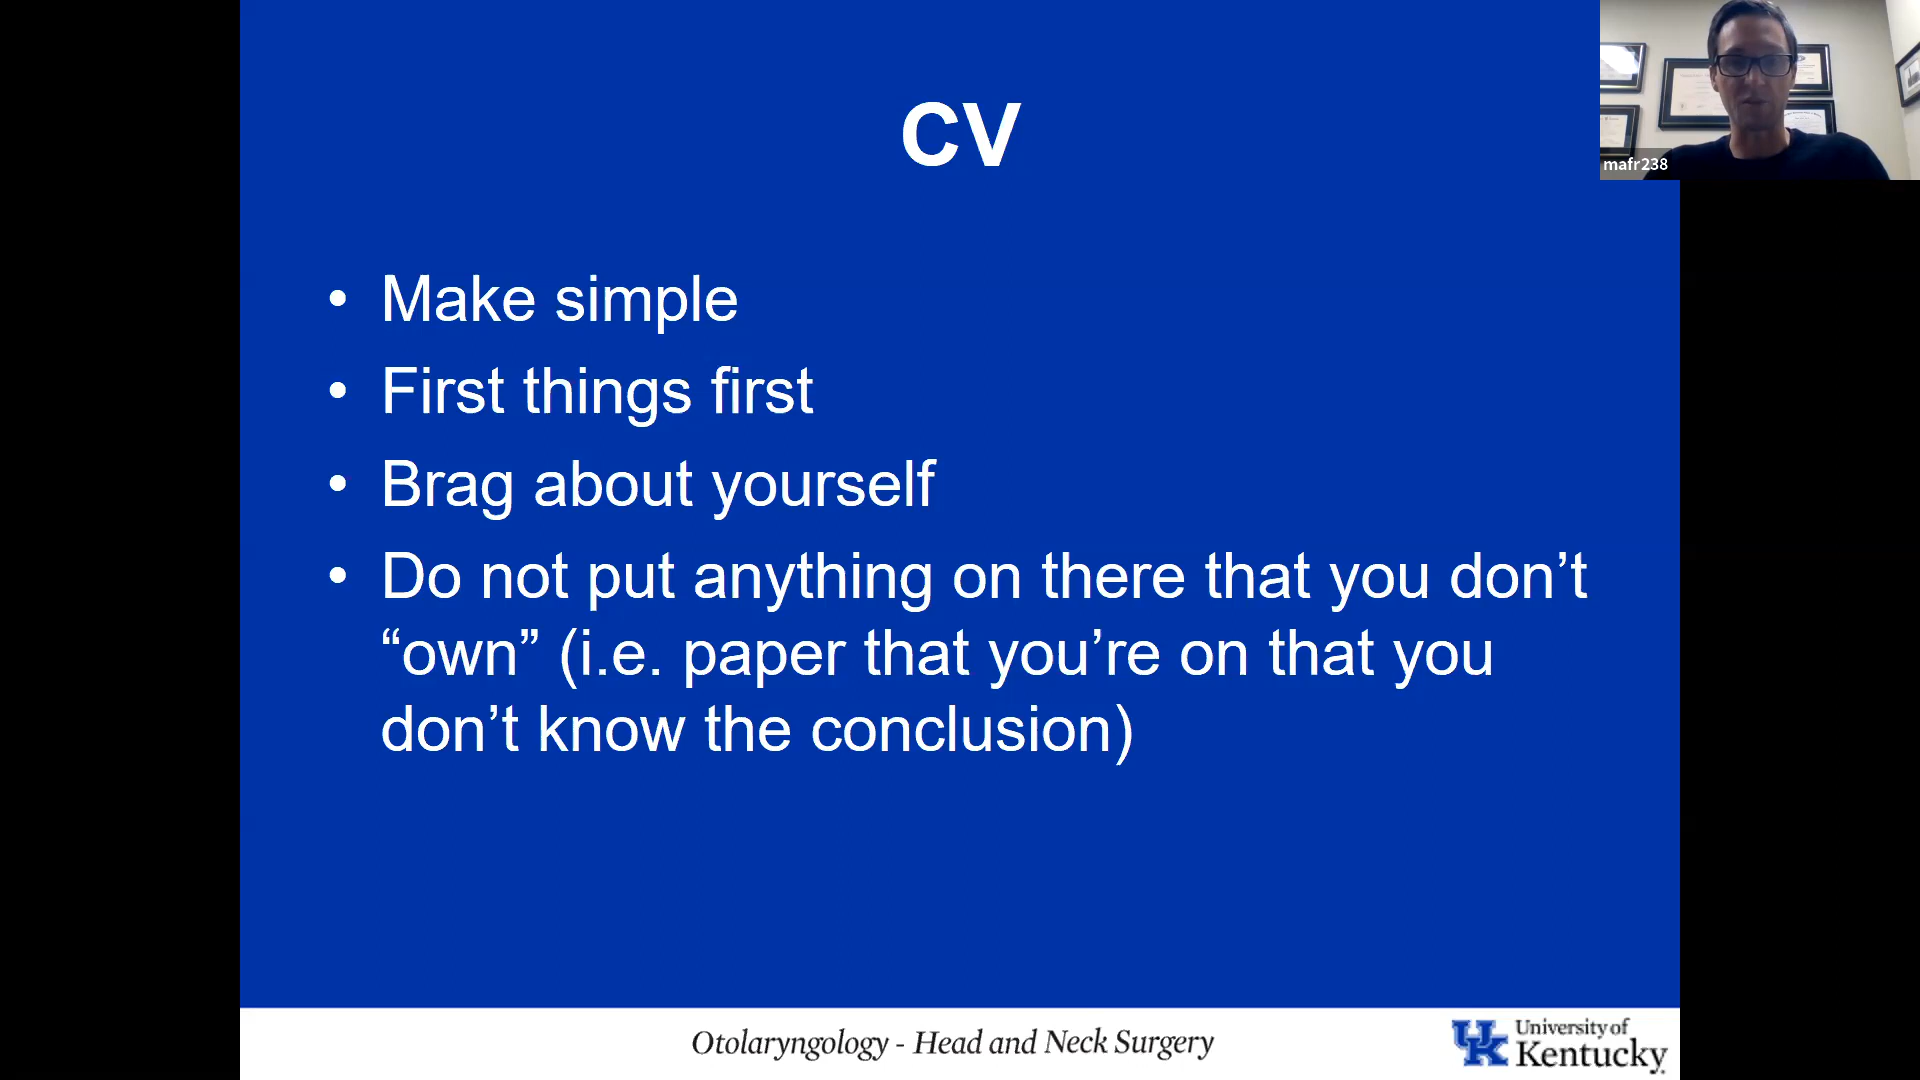 CV
• Make simple
• First things first
• Brag about yourself
• Do not put anything on there that you don’t
“own” (i.e. paper that you’re on that you
don’t know the conclusion)
mafr238
Otolaryngology - Head and Neck Surgery
UK
University of
Kentucky